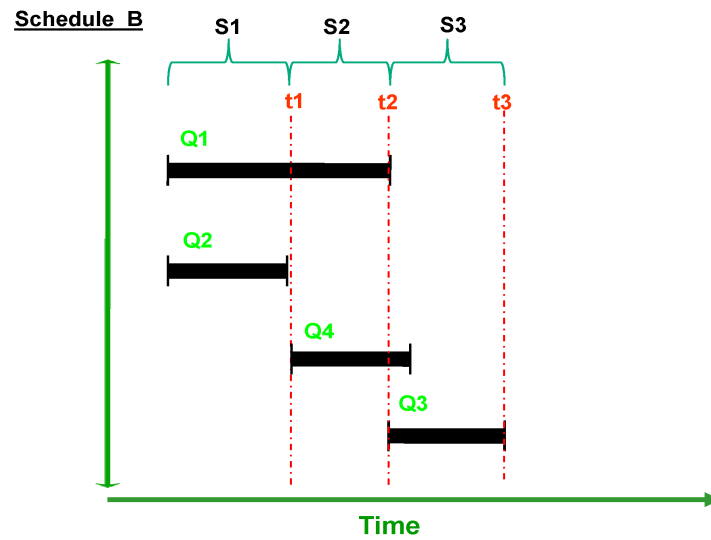 Schedule B
S1 S2 S3
t1 t2 t3
Q1
Q2
Q4
Q3
Time